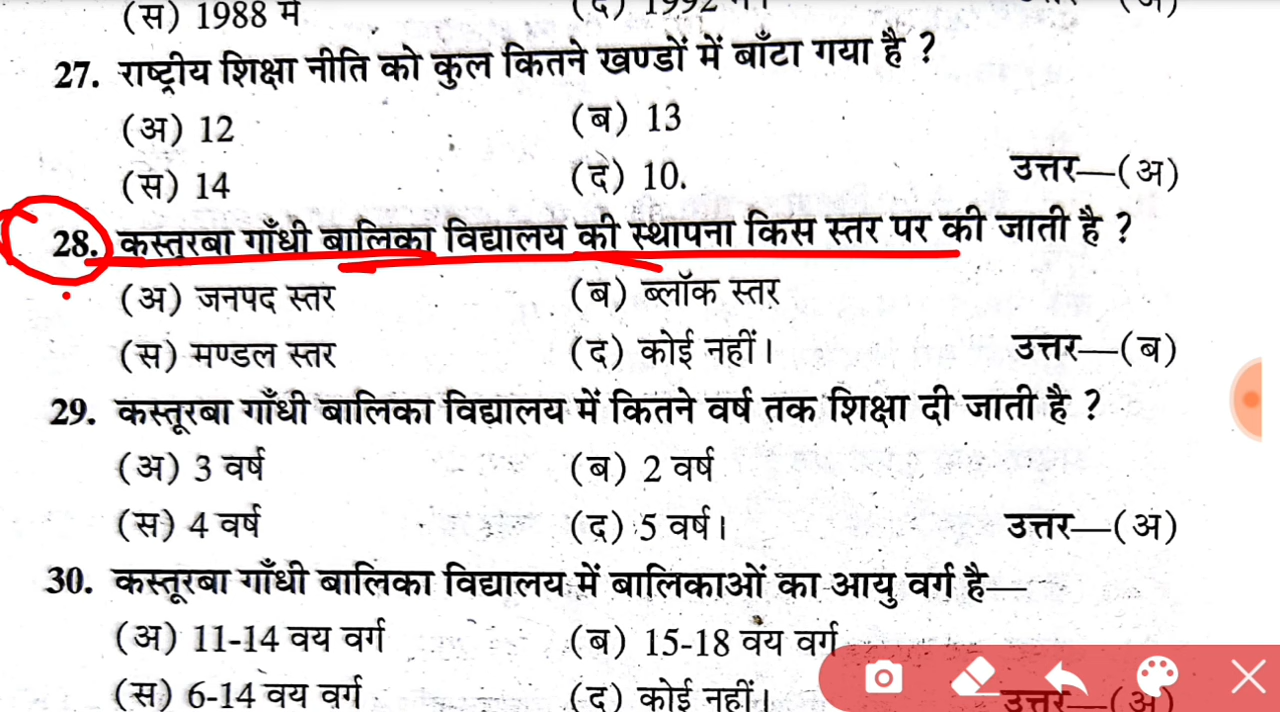 (स) 1988 में (द) 1992 में।
27. राष्ट्रीय शिक्षा नीति को कुल कितने खण्डों में बाँटा गया है ?
(अ) 12 (ब) 13
(स) 14 (द) 10. उत्तर—(अ)
28. कस्तूरबा गाँधी बालिका विद्यालय की स्थापना किस स्तर पर की जाती है ?
(अ) जनपद स्तर (ब) ब्लॉक स्तर
(स) मण्डल स्तर (द) कोई नहीं। उत्तर—(ब)
29. कस्तूरबा गाँधी बालिका विद्यालय में कितने वर्ष तक शिक्षा दी जाती है ?
(अ) 3 वर्ष (ब) 2 वर्ष
(स) 4 वर्ष (द) 5 वर्ष। उत्तर—(अ)
30. कस्तूरबा गाँधी बालिका विद्यालय में बालिकाओं का आयु वर्ग है—
(अ) 11-14 वय वर्ग (ब) 15-18 वय वर्ग
(स) 6-14 वय वर्ग (द) कोई नहीं। उत्तर—(अ)